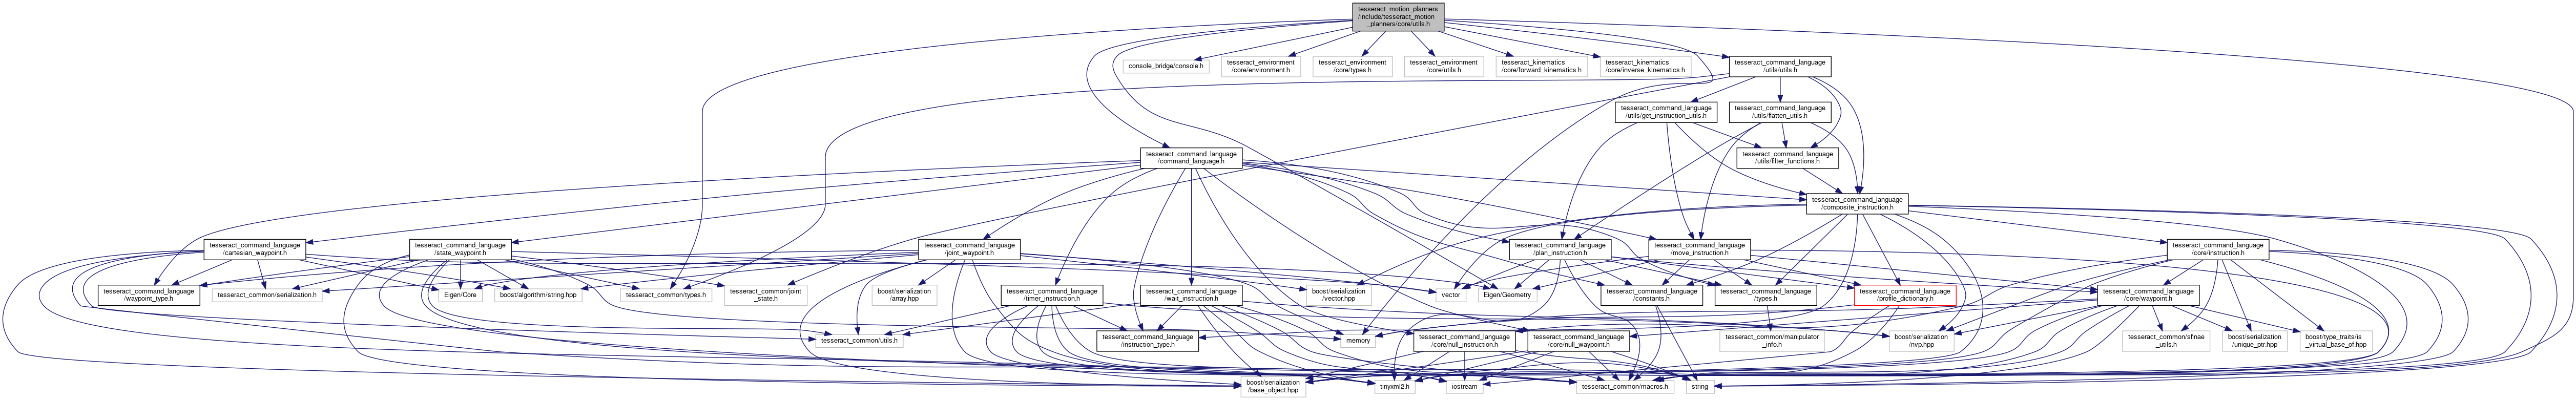 tesseract_motion_planners
/include/tesseract_motion
_planners/core/utils.h
console_bridge/console.h
tesseract_environment
/core/environment.h
tesseract_environment
/core/types.h
tesseract_environment
/core/utils.h
tesseract_kinematics
/core/forward_kinematics.h
tesseract_kinematics
/core/inverse_kinematics.h
tesseract_command_language
/utils/utils.h
tesseract_command_language
/utils/get_instruction_utils.h
tesseract_command_language
/utils/flatten_utils.h
tesseract_command_language
/command_language.h
tesseract_command_language
/utils/filter_functions.h
tesseract_command_language
/composite_instruction.h
tesseract_command_language
/cartesian_waypoint.h
tesseract_command_language
/state_waypoint.h
tesseract_command_language
/joint_waypoint.h
tesseract_command_language
/plan_instruction.h
tesseract_command_language
/move_instruction.h
tesseract_command_language
/core/instruction.h
tesseract_command_language
/waypoint_type.h
tesseract_common/serialization.h
Eigen/Core
boost/algorithm/string.hpp
tesseract_common/types.h
tesseract_common/joint
_state.h
boost/serialization
/array.hpp
tesseract_command_language
/timer_instruction.h
tesseract_command_language
/wait_instruction.h
boost/serialization
/vector.hpp
vector
Eigen/Geometry
tesseract_command_language
/constants.h
tesseract_command_language
/types.h
tesseract_command_language
/profile_dictionary.h
tesseract_command_language
/core/waypoint.h
tesseract_common/utils.h
tesseract_command_language
/instruction_type.h
memory
tesseract_command_language
/core/null_instruction.h
tesseract_command_language
/core/null_waypoint.h
tesseract_common/manipulator
_info.h
boost/serialization
/nvp.hpp
tesseract_common/sfinae
_utils.h
boost/serialization
/unique_ptr.hpp
boost/type_traits/is
_virtual_base_of.hpp
boost/serialization
/base_object.hpp
tinyxml2.h
iostream
tesseract_common/macros.h
string